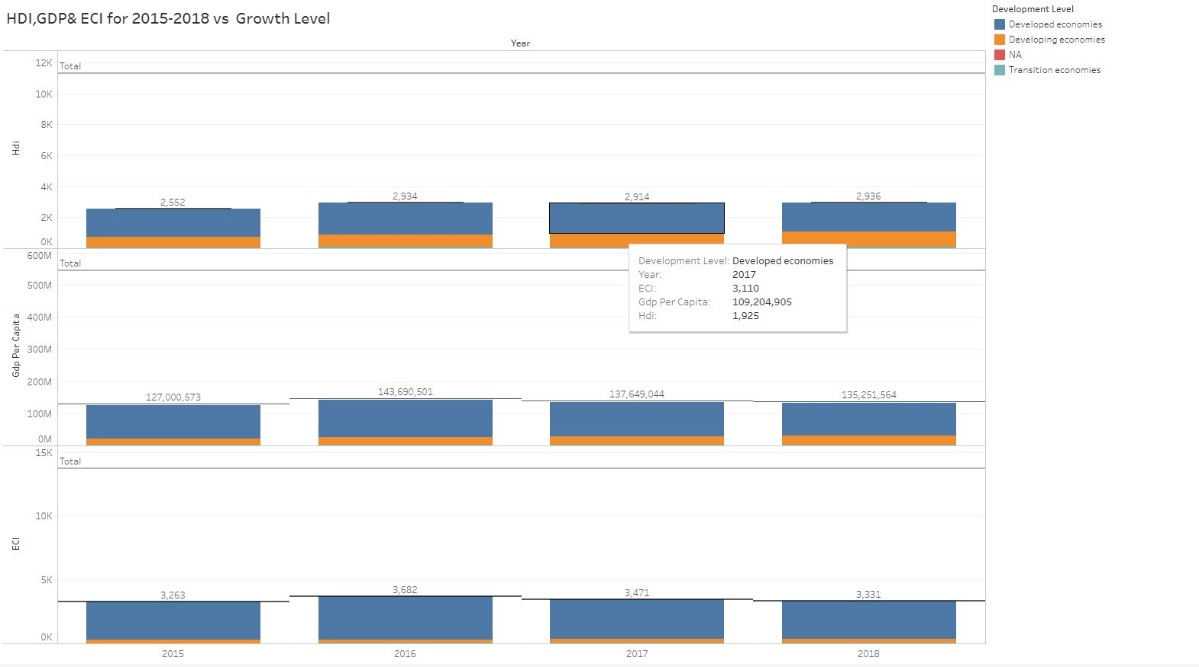 HDI,GDP& ECI for 2015-2018 vs Growth Level
Development Level
Developed economies
Developing economies
NA
Transition economies
Year
Hdi
12K
Total
10K
8K
6K
4K
2K
0K
2,552
2,934
2,914
2,936
Development Level: Developed economies
Year: 2017
ECI: 3,110
Gdp Per Capita: 109,204,905
Hdi: 1,925
Gdp Per Capita
600M
Total
500M
400M
300M
200M
100M
0M
127,000,573
143,690,501
137,649,044
135,251,564
ECI
15K
Total
10K
5K
0K
3,263
3,682
3,471
3,331
2015
2016
2017
2018